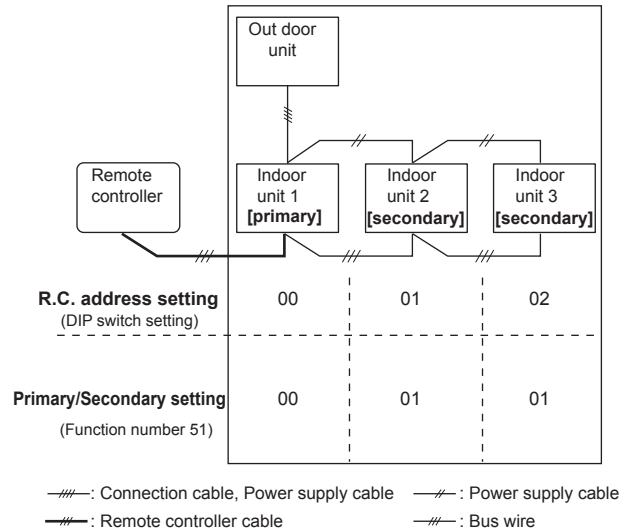 Out door
unit
Remote
controller
Indoor
unit 1
[primary]
Indoor
unit 2
[secondary]
Indoor
unit 3
[secondary]
R.C. address setting
(DIP switch setting)
00
01
02
Primary/Secondary setting
(Function number 51)
00
01
01
: Connection cable, Power supply cable
: Power supply cable
: Remote controller cable
: Bus wire